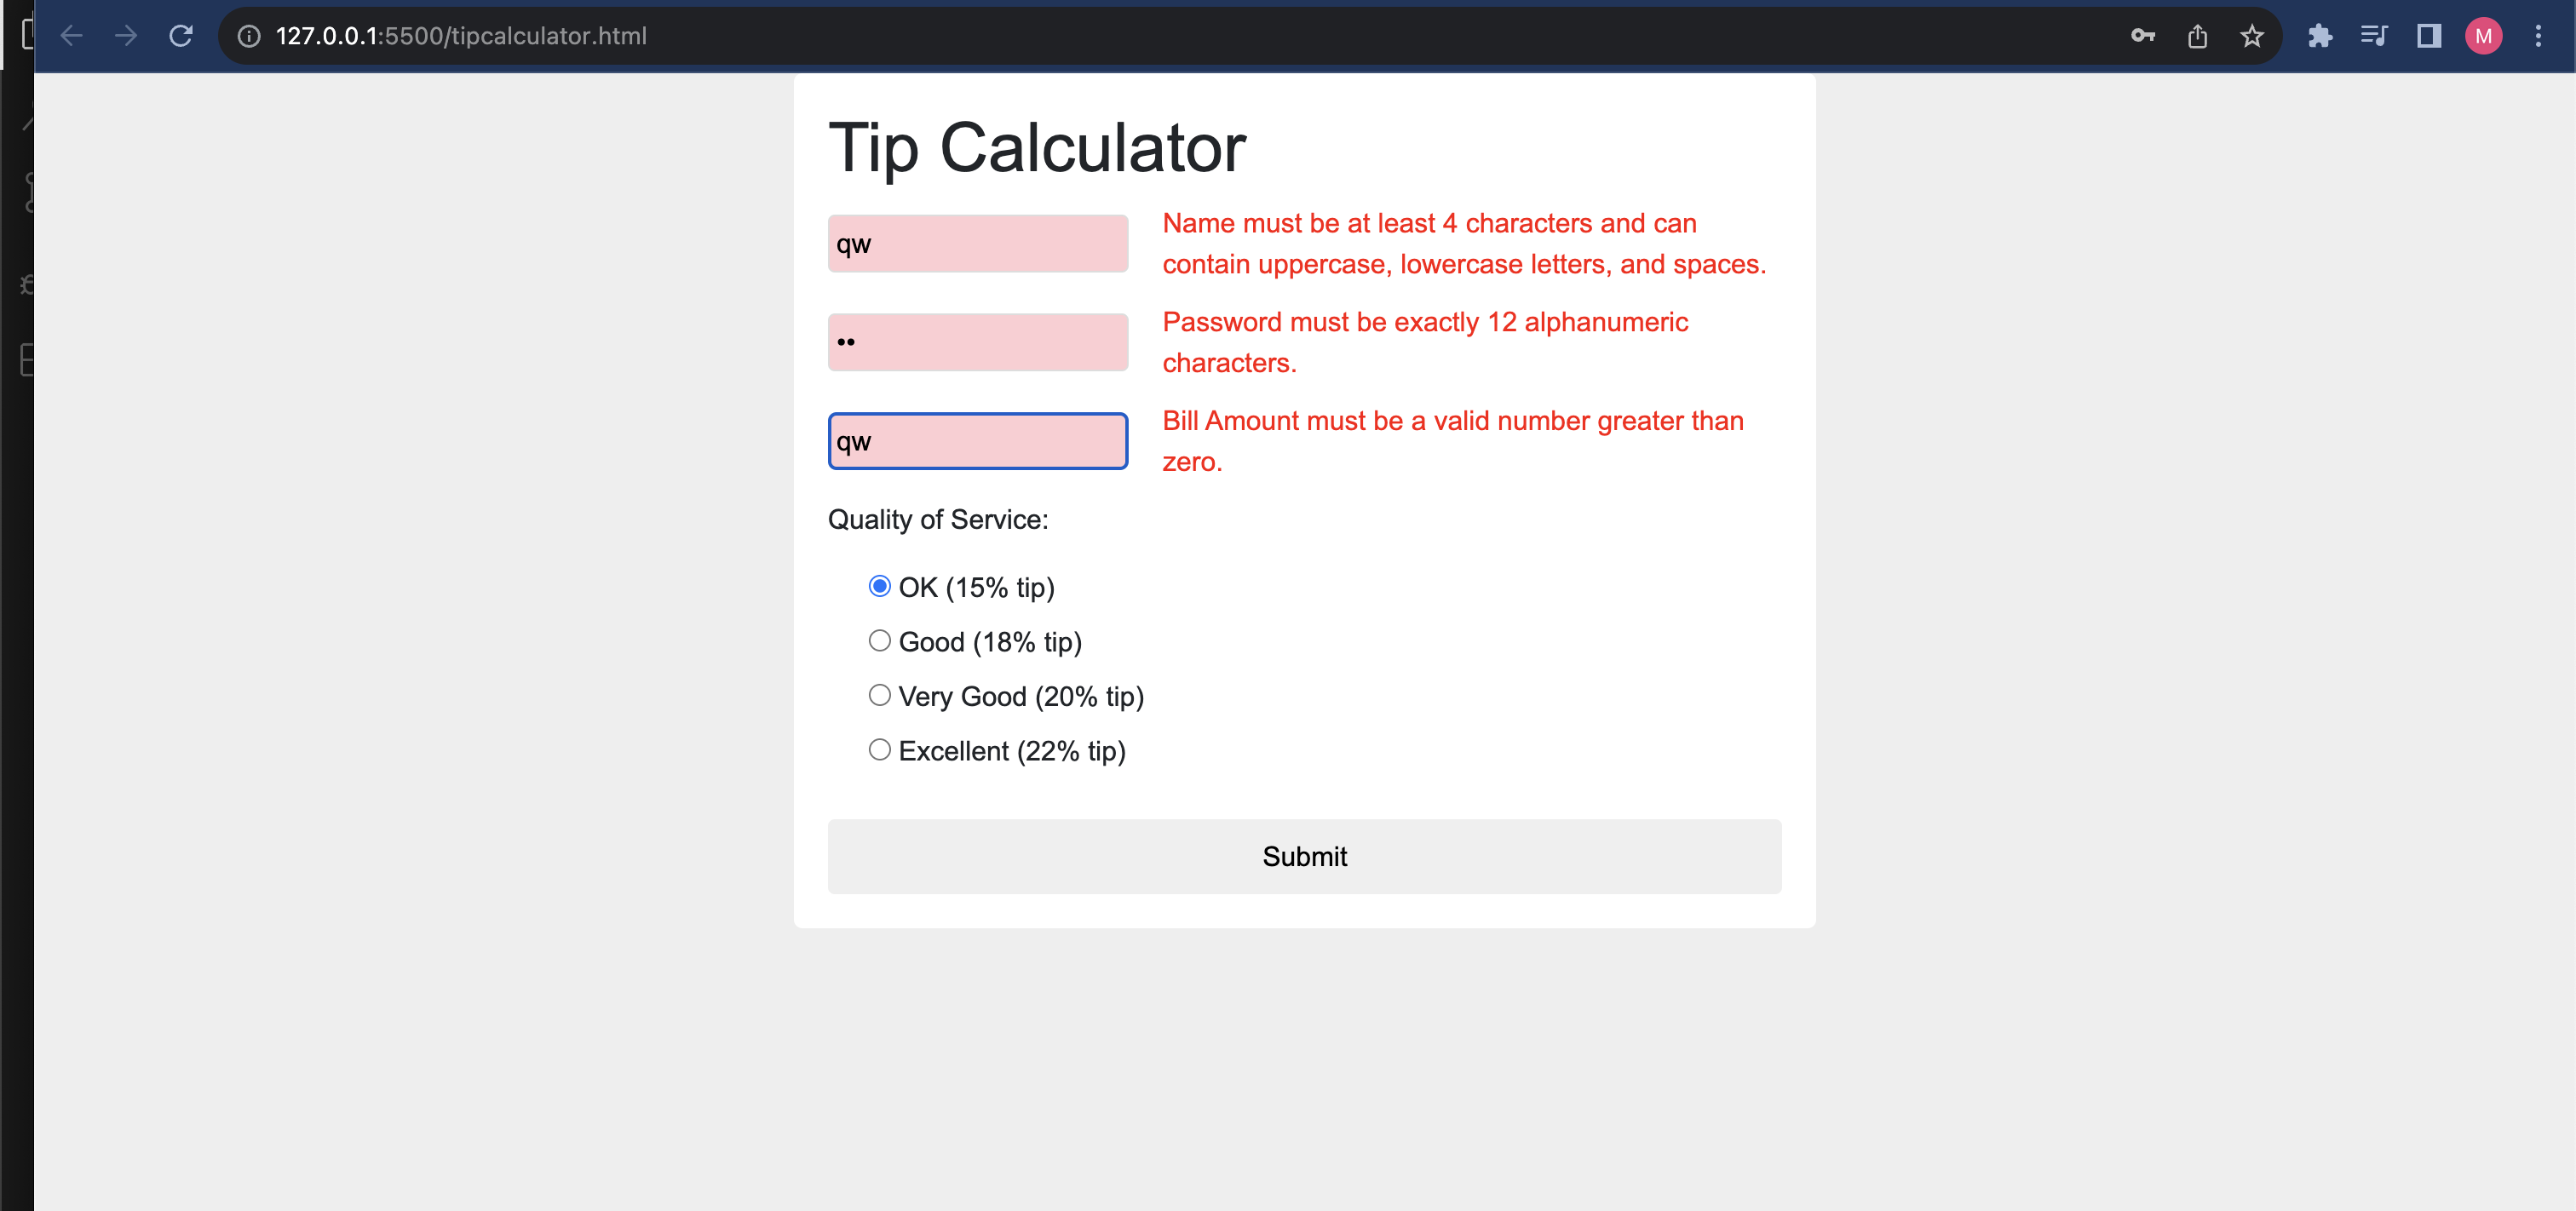 127.0.0.1:5500/tipcalculator.html
M
Tip Calculator
qw
Name must be at least 4 characters and can
contain uppercase, lowercase letters, and spaces.
••
Password must be exactly 12 alphanumeric
characters.
qw
Bill Amount must be a valid number greater than
zero.
Quality of Service:
OK (15% tip)
Good (18% tip)
Very Good (20% tip)
Excellent (22% tip)
Submit